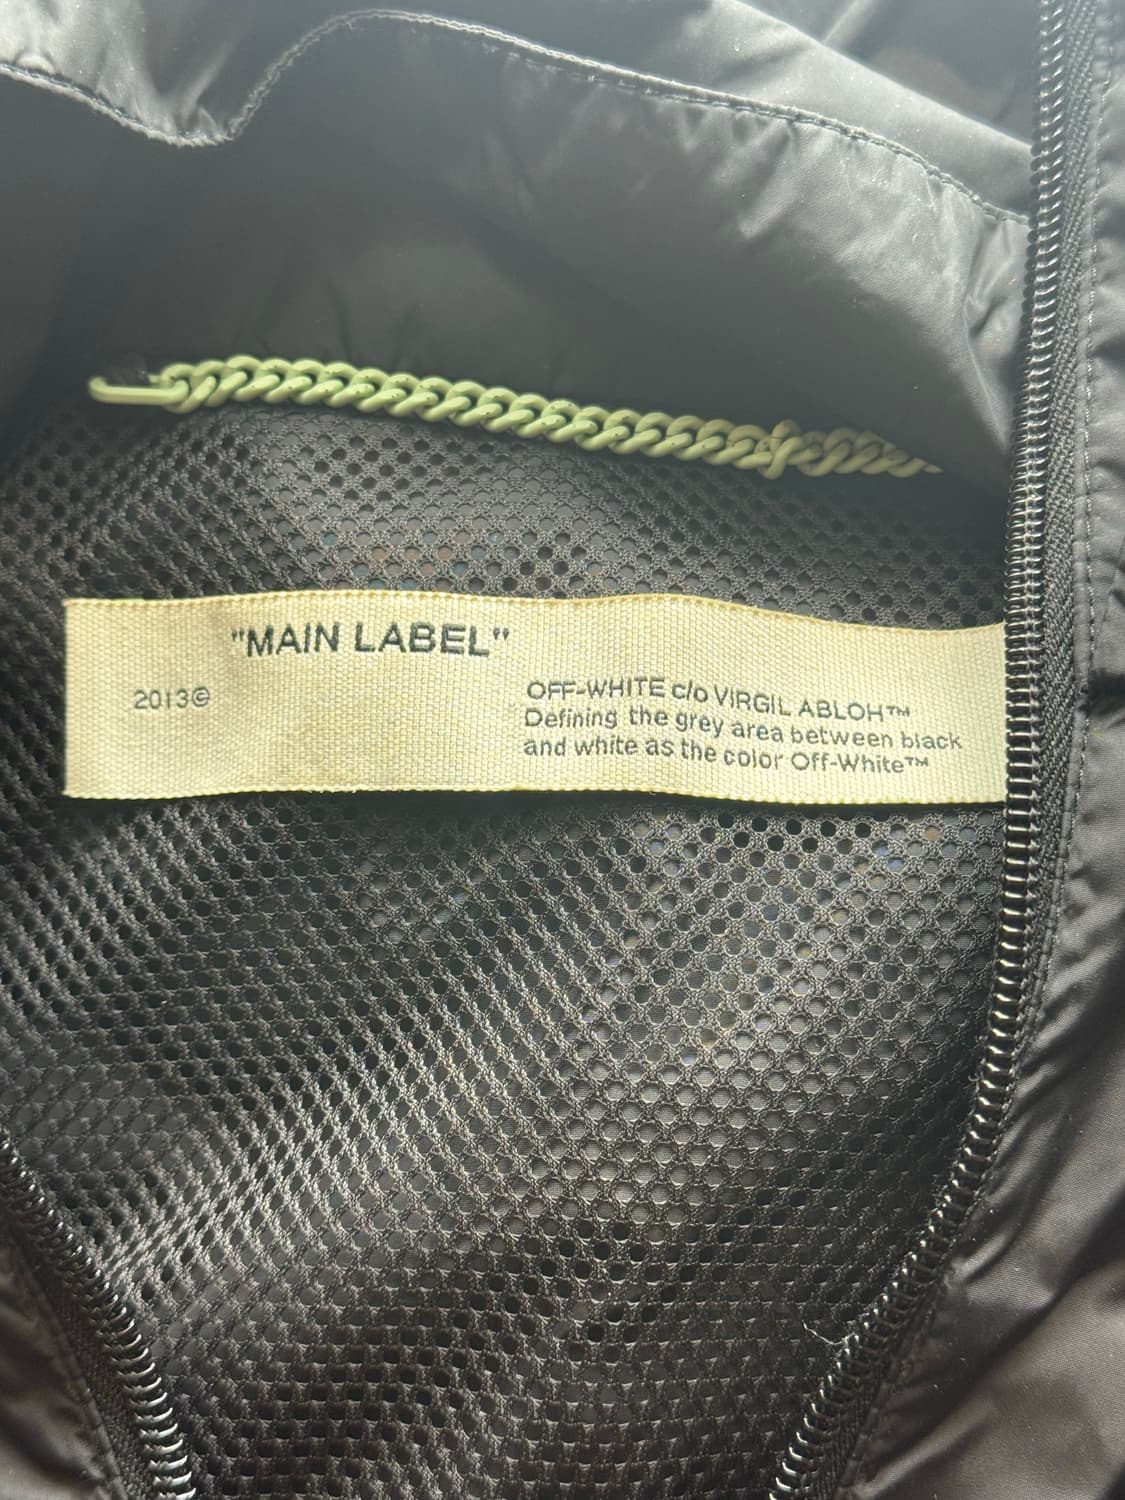 "MAIN LABEL"
2013©
OFF-WHITE c/o VIRGIL ABLOH™
Defining the grey area between black
and white as the color Off-White™